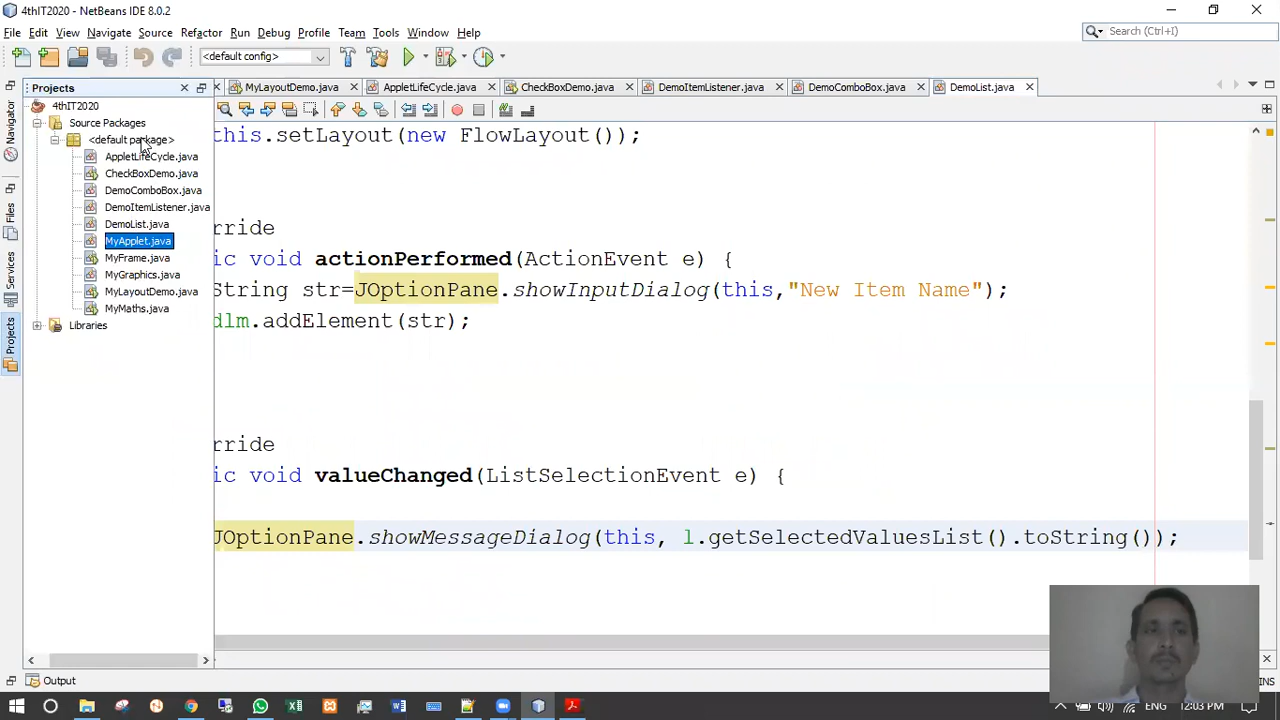 4thIT2020 - NetBeans IDE 8.0.2
File Edit View Navigate Source Refactor Run Debug Profile Team Tools Window Help
Search (Ctrl+I)
<default config>
Projects
MyLayoutDemo.java
AppletLifeCycle.java
CheckBoxDemo.java
DemoItemListener.java
DemoComboBox.java
DemoList.java
Navigator
Files
Services
Projects
4thIT2020
Source Packages
<default package>
AppletLifeCycle.java
CheckBoxDemo.java
DemoComboBox.java
DemoItemListener.java
DemoList.java
MyApplet.java
MyFrame.java
MyGraphics.java
MyLayoutDemo.java
MyMaths.java
Libraries
this.setLayout(new FlowLayout());
rride
ic void actionPerformed(ActionEvent e) {
String str=JOptionPane.showInputDialog(this,"New Item Name");
dlm.addElement(str);
rride
ic void valueChanged(ListSelectionEvent e) {
JOptionPane.showMessageDialog(this, l.getSelectedValuesList().toString());
Output
INS
ENG 12:03 PM